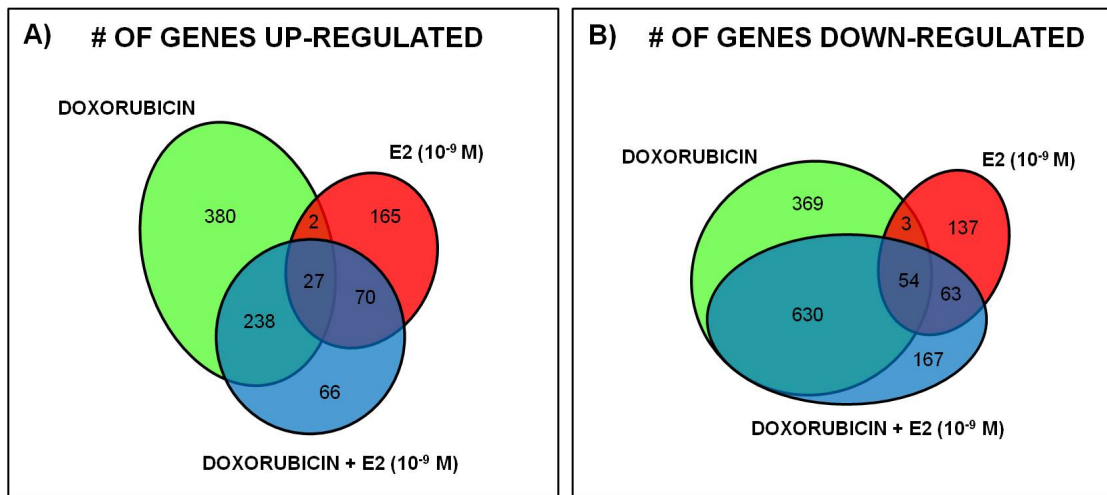 A) # OF GENES UP-REGULATED
DOXORUBICIN
E2 (10⁻⁹ M)
380
2
165
27
70
238
66
DOXORUBICIN + E2 (10⁻⁹ M)
B) # OF GENES DOWN-REGULATED
DOXORUBICIN
E2 (10⁻⁹ M)
369
3
137
54
63
630
167
DOXORUBICIN + E2 (10⁻⁹ M)